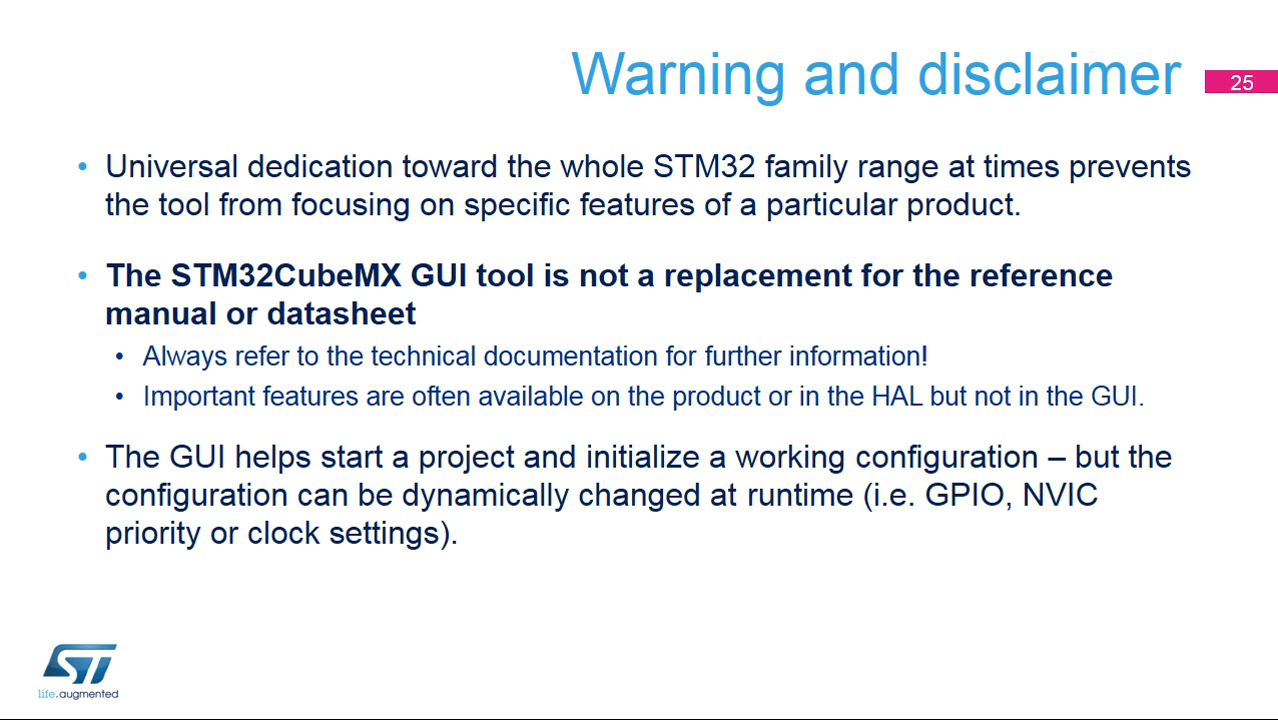 Warning and disclaimer
25
• Universal dedication toward the whole STM32 family range at times prevents
the tool from focusing on specific features of a particular product.
• The STM32CubeMX GUI tool is not a replacement for the reference
manual or datasheet
• Always refer to the technical documentation for further information!
• Important features are often available on the product or in the HAL but not in the GUI.
• The GUI helps start a project and initialize a working configuration – but the
configuration can be dynamically changed at runtime (i.e. GPIO, NVIC
priority or clock settings).
ST
life.augmented